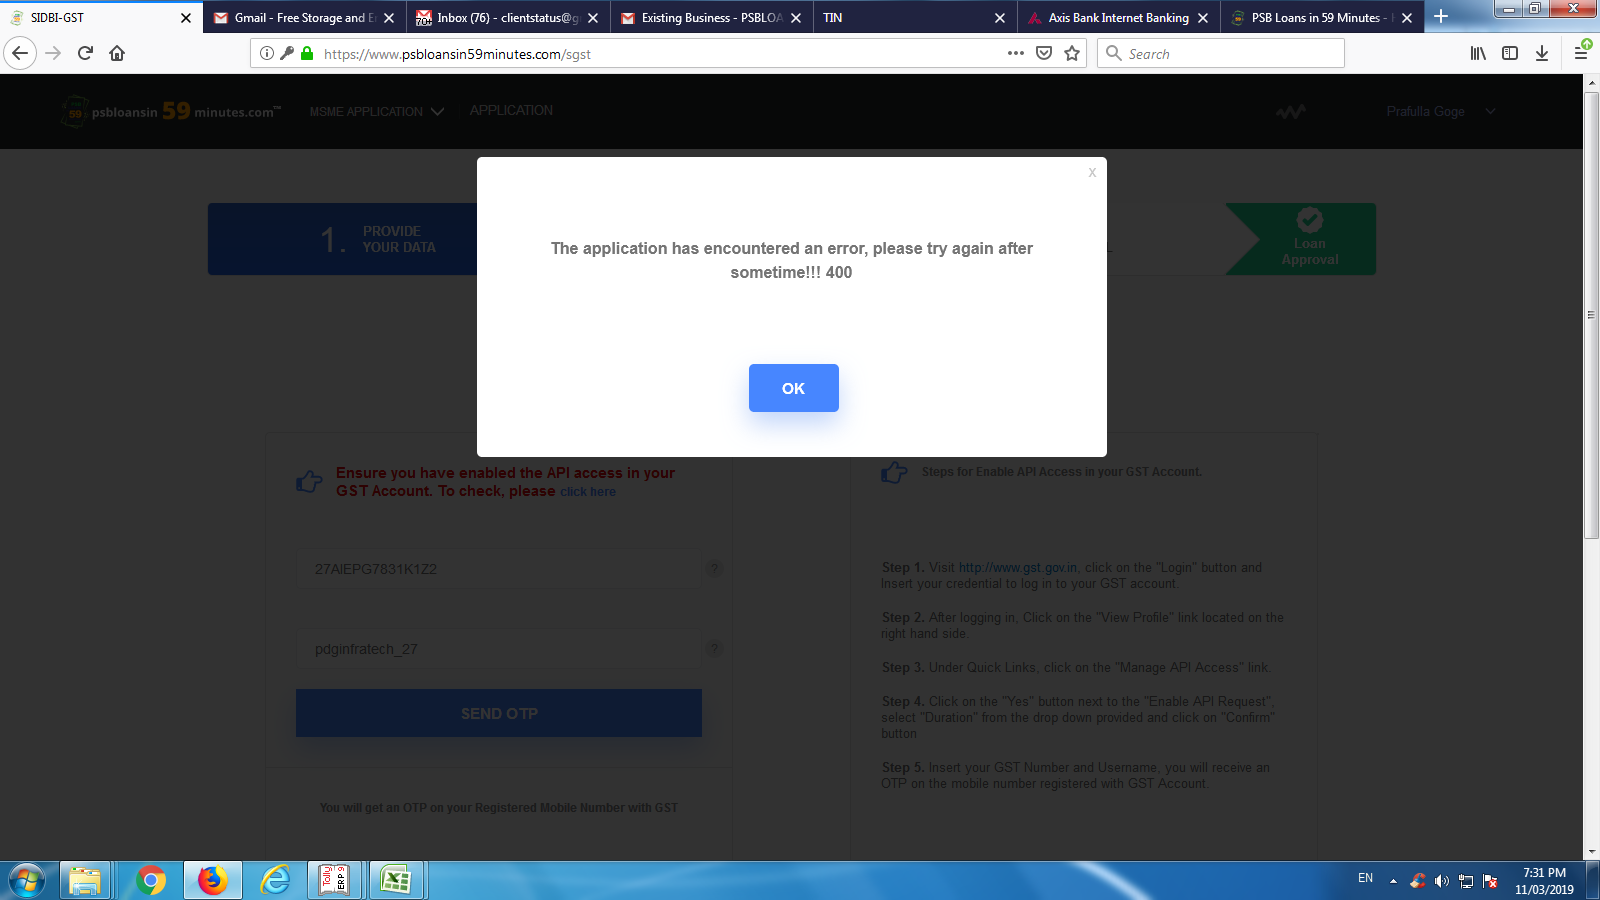 SIDBI-GST
Gmail - Free Storage and E
Inbox (76) - clientstatus@g
Existing Business - PSBLOA
TIN
Axis Bank Internet Banking
PSB Loans in 59 Minutes -
https://www.psbloansin59minutes.com/sgst
Search
psbloansin 59 minutes.com™
MSME APPLICATION
APPLICATION
Prafulla Goge
X
The application has encountered an error, please try again after
sometime!!! 400
OK
1. PROVIDE
YOUR DATA
Loan
Approval
Ensure you have enabled the API access in your
GST Account. To check, please click here
27AIEPG7831K1Z2
?
pdginfratech_27
?
SEND OTP
You will get an OTP on your Registered Mobile Number with GST
Steps for Enable API Access in your GST Account.
Step 1. Visit http://www.gst.gov.in, click on the "Login" button and
Insert your credential to log in to your GST account.
Step 2. After logging in, Click on the "View Profile" link located on the
right hand side.
Step 3. Under Quick Links, click on the "Manage API Access" link.
Step 4. Click on the "Yes" button next to the "Enable API Request",
select "Duration" from the drop down provided and click on "Confirm"
button
Step 5. Insert your GST Number and Username, you will receive an
OTP on the mobile number registered with GST Account.
Tally
ERP 9
EN
7:31 PM
11/03/2019